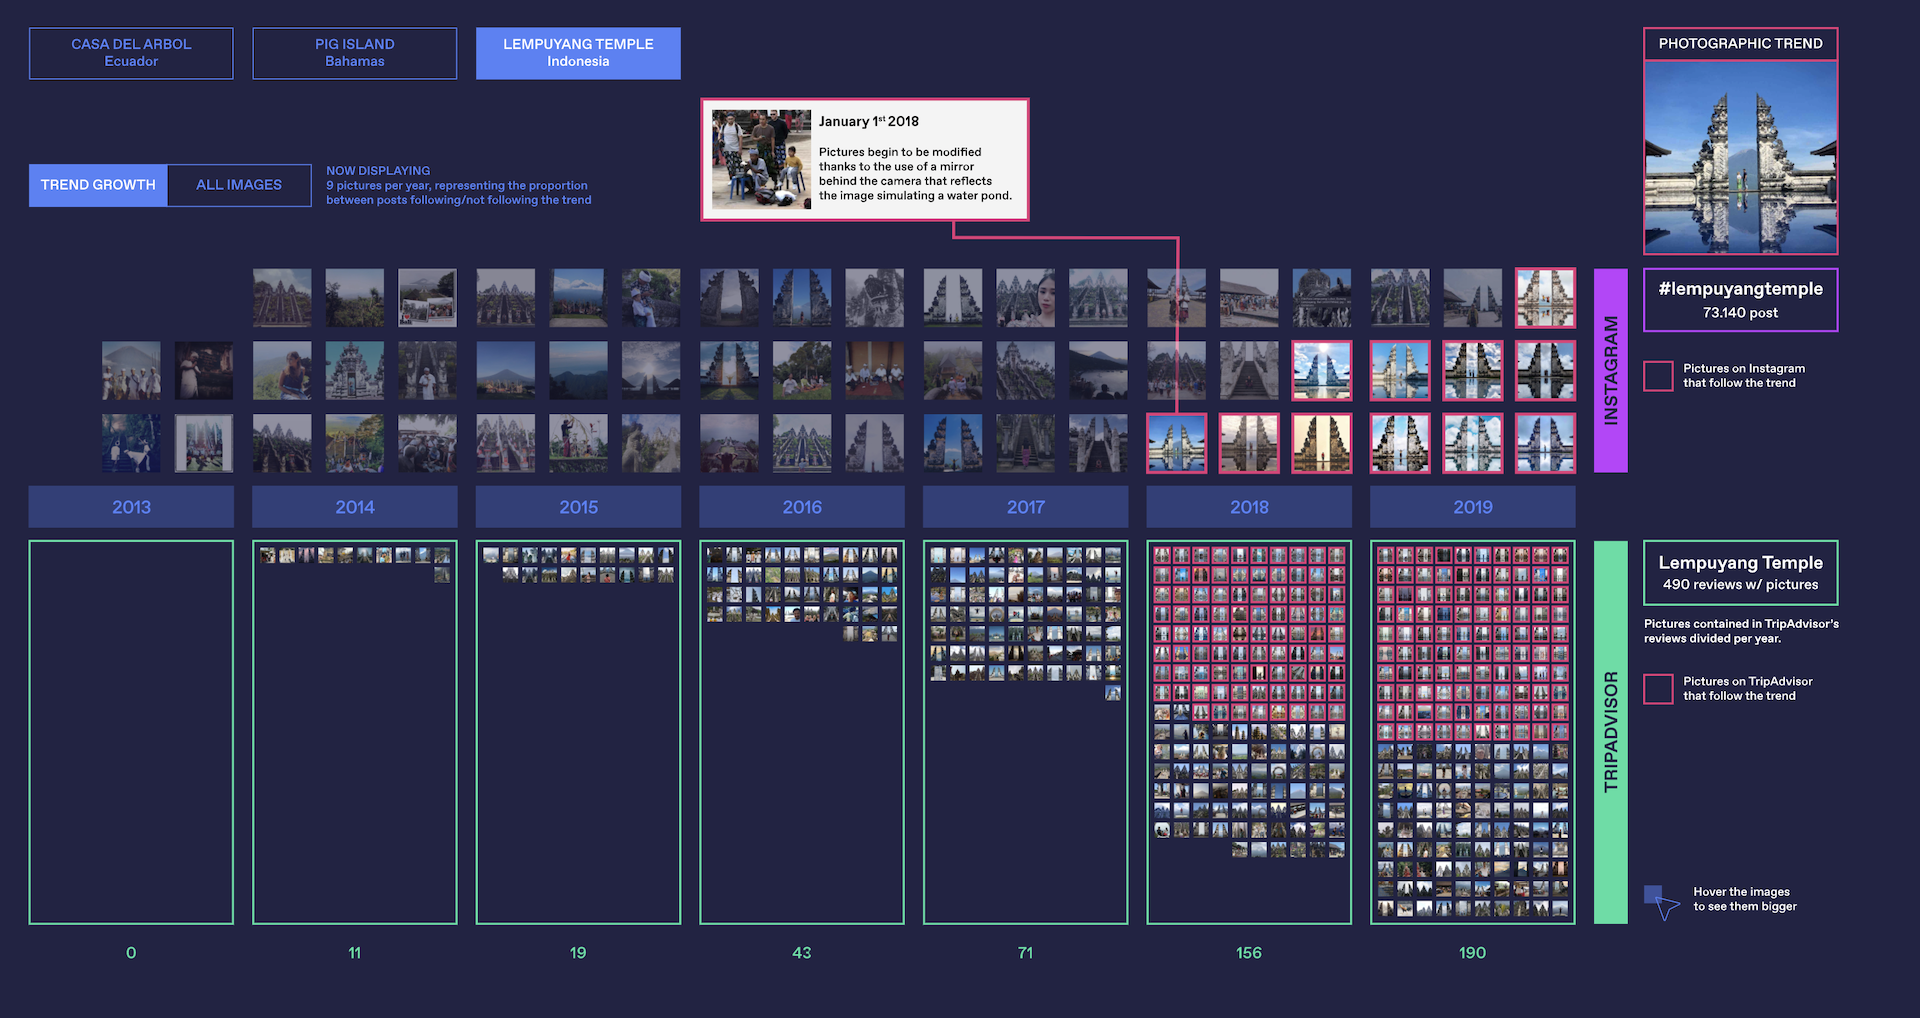 CASA DEL ARBOL
Ecuador
PIG ISLAND
Bahamas
LEMPUYANG TEMPLE
Indonesia
PHOTOGRAPHIC TREND
January 1st 2018
Pictures begin to be modified
thanks to the use of a mirror
behind the camera that reflects
the image simulating a water pond.
TREND GROWTH
ALL IMAGES
NOW DISPLAYING
9 pictures per year, representing the proportion
between posts following/not following the trend
INSTAGRAM
#lempuyangtemple
73.140 post
Pictures on Instagram
that follow the trend
2013
2014
2015
2016
2017
2018
2019
TRIPADVISOR
Lempuyang Temple
490 reviews w/ pictures
Pictures contained in TripAdvisor's
reviews divided per year.
Pictures on TripAdvisor
that follow the trend
Hover the images
to see them bigger
0
11
19
43
71
156
190